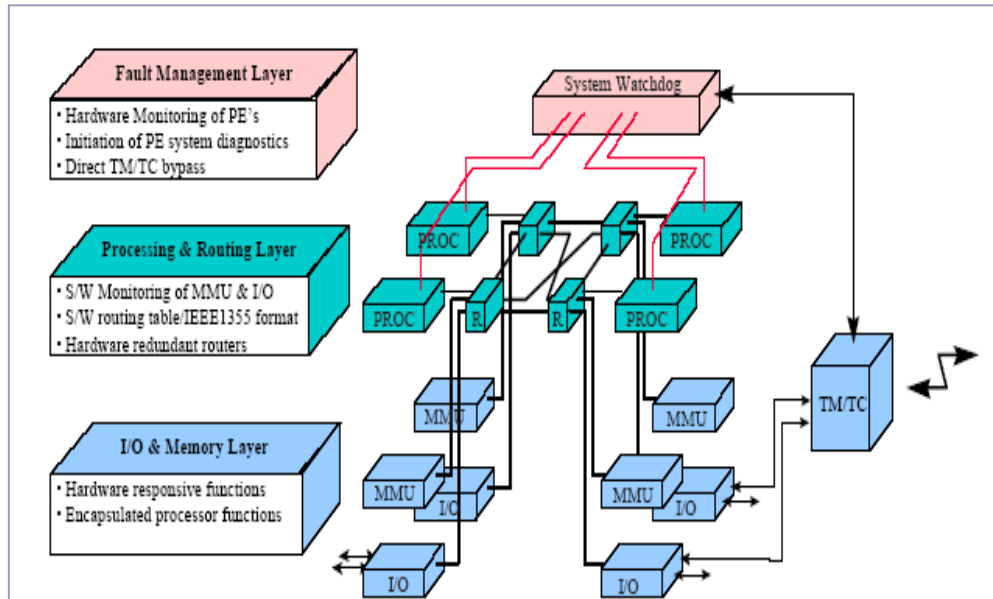 Fault Management Layer
• Hardware Monitoring of PE's
• Initiation of PE system diagnostics
• Direct TM/TC bypass
System Watchdog
Processing & Routing Layer
• S/W Monitoring of MMU & I/O
• S/W routing table/IEEE1355 format
• Hardware redundant routers
PROC
PROC
PROC
R
R
PROC
I/O & Memory Layer
• Hardware responsive functions
• Encapsulated processor functions
MMU
MMU
TM/TC
MMU
I/O
MMU
I/O
I/O
I/O